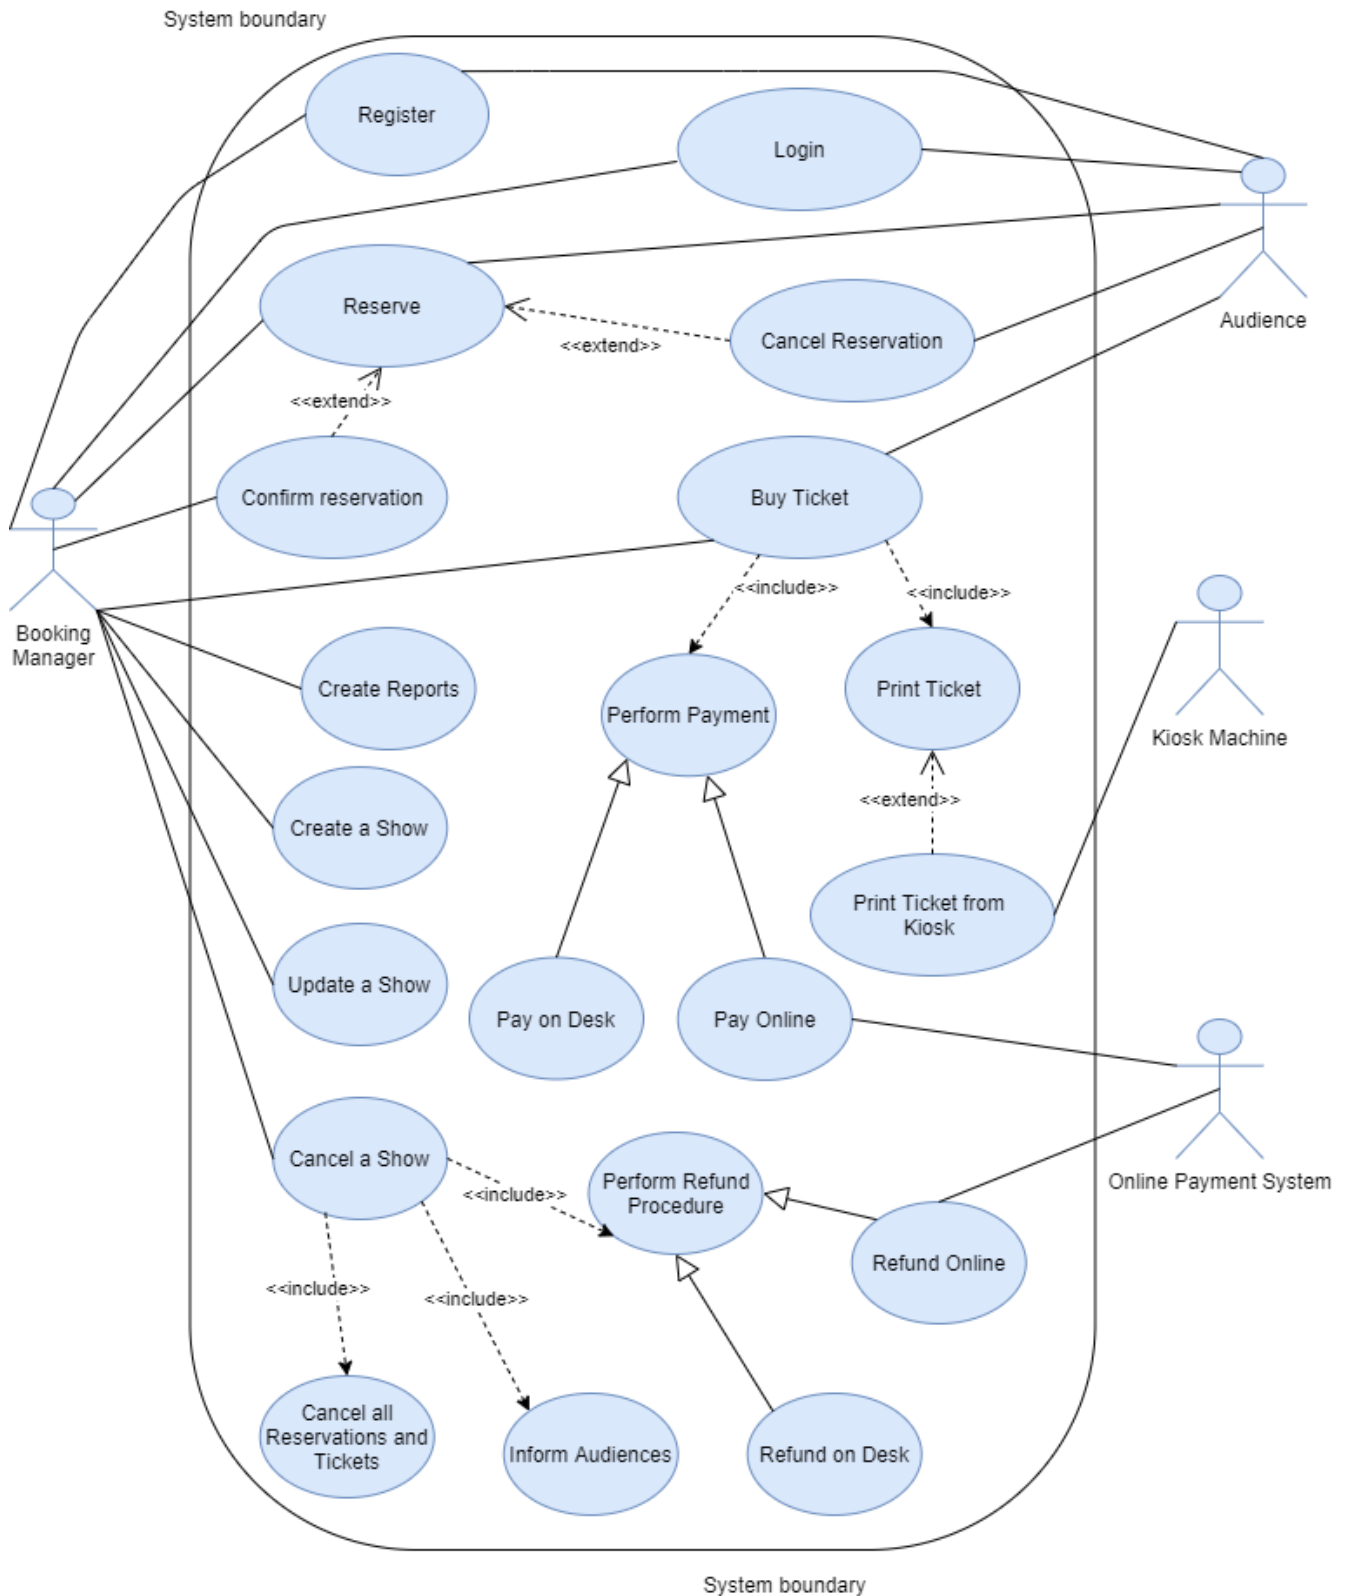 System boundary
Register
Login
Reserve
Cancel Reservation
<<extend>>
Audience
<<extend>>
Confirm reservation
Buy Ticket
<<include>>
<<include>>
Booking
Manager
Create Reports
Perform Payment
Print Ticket
Kiosk Machine
<<extend>>
Create a Show
Print Ticket from
Kiosk
Update a Show
Pay on Desk
Pay Online
Cancel a Show
<<include>>
Perform Refund
Procedure
Online Payment System
Refund Online
<<include>>
<<include>>
Cancel all
Reservations and
Tickets
Inform Audiences
Refund on Desk
System boundary